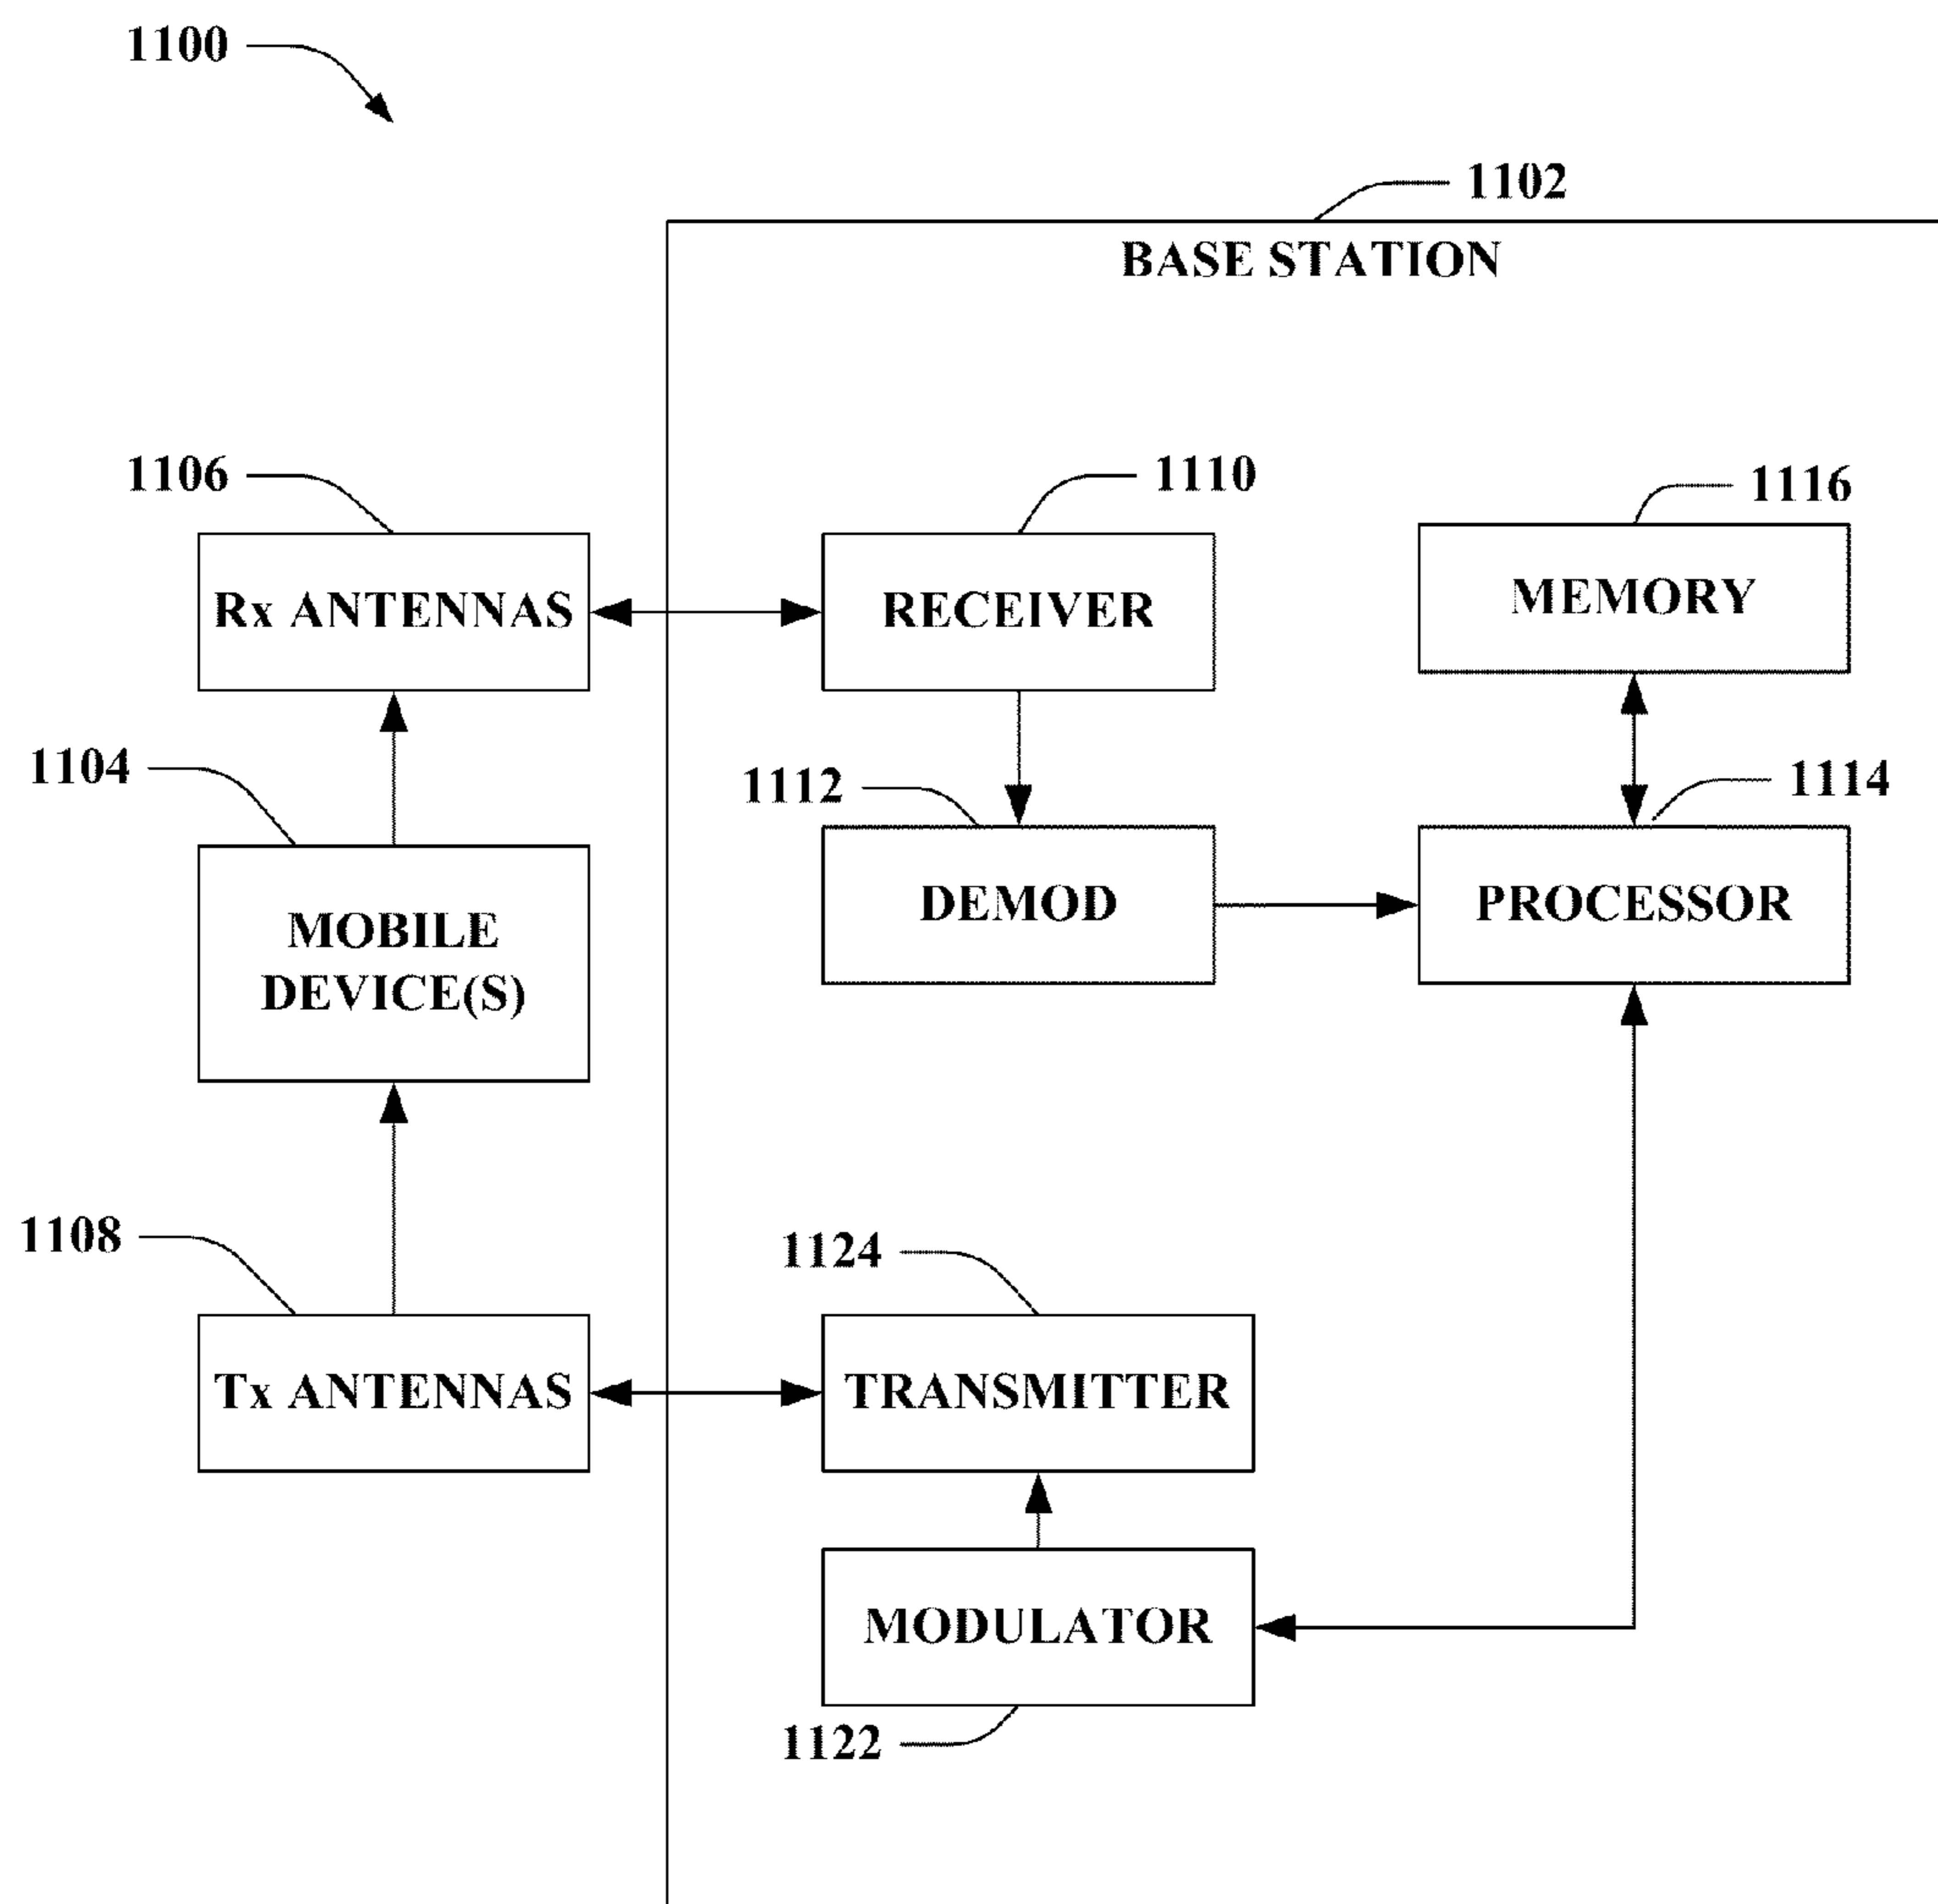 1100
1102
BASE STATION
1106
1110
1116
Rx ANTENNAS
RECEIVER
MEMORY
1104
1112
1114
MOBILE
DEVICE(S)
DEMOD
PROCESSOR
1108
1124
Tx ANTENNAS
TRANSMITTER
MODULATOR
1122